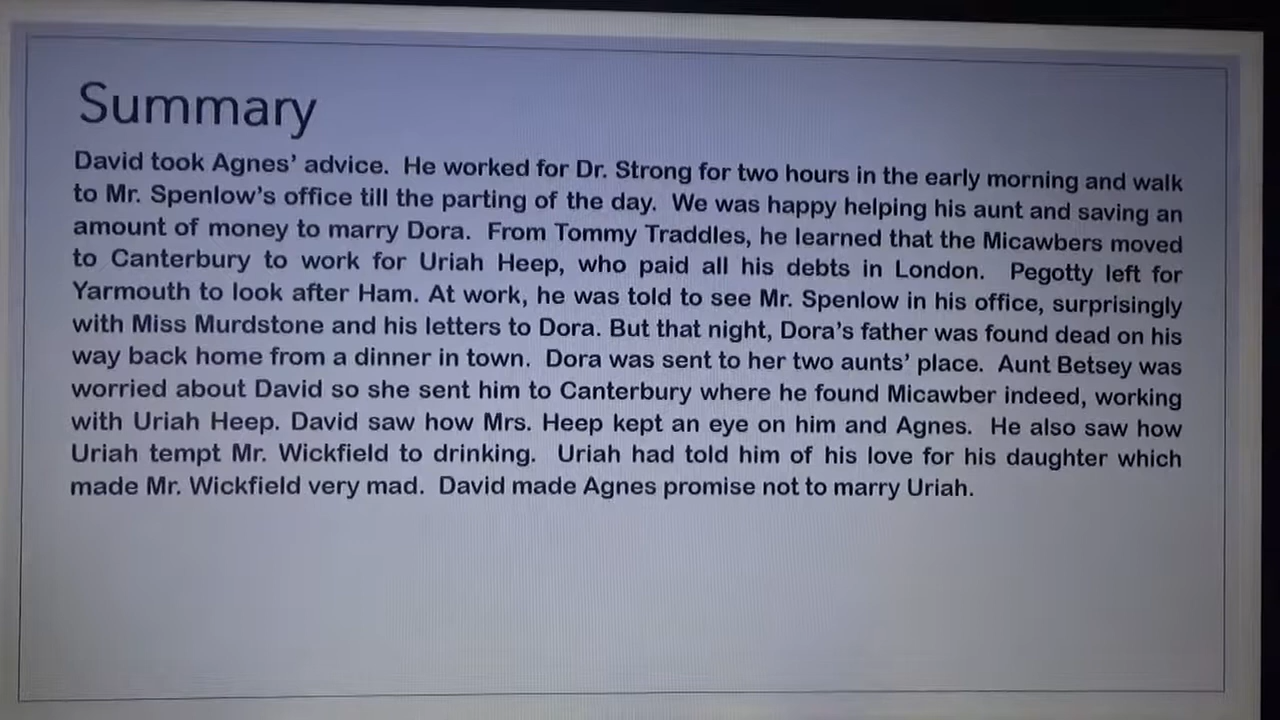 Summary
David took Agnes’ advice. He worked for Dr. Strong for two hours in the early morning and walk
to Mr. Spenlow’s office till the parting of the day. We was happy helping his aunt and saving an
amount of money to marry Dora. From Tommy Traddles, he learned that the Micawbers moved
to Canterbury to work for Uriah Heep, who paid all his debts in London. Pegotty left for
Yarmouth to look after Ham. At work, he was told to see Mr. Spenlow in his office, surprisingly
with Miss Murdstone and his letters to Dora. But that night, Dora’s father was found dead on his
way back home from a dinner in town. Dora was sent to her two aunts’ place. Aunt Betsey was
worried about David so she sent him to Canterbury where he found Micawber indeed, working
with Uriah Heep. David saw how Mrs. Heep kept an eye on him and Agnes. He also saw how
Uriah tempt Mr. Wickfield to drinking. Uriah had told him of his love for his daughter which
made Mr. Wickfield very mad. David made Agnes promise not to marry Uriah.